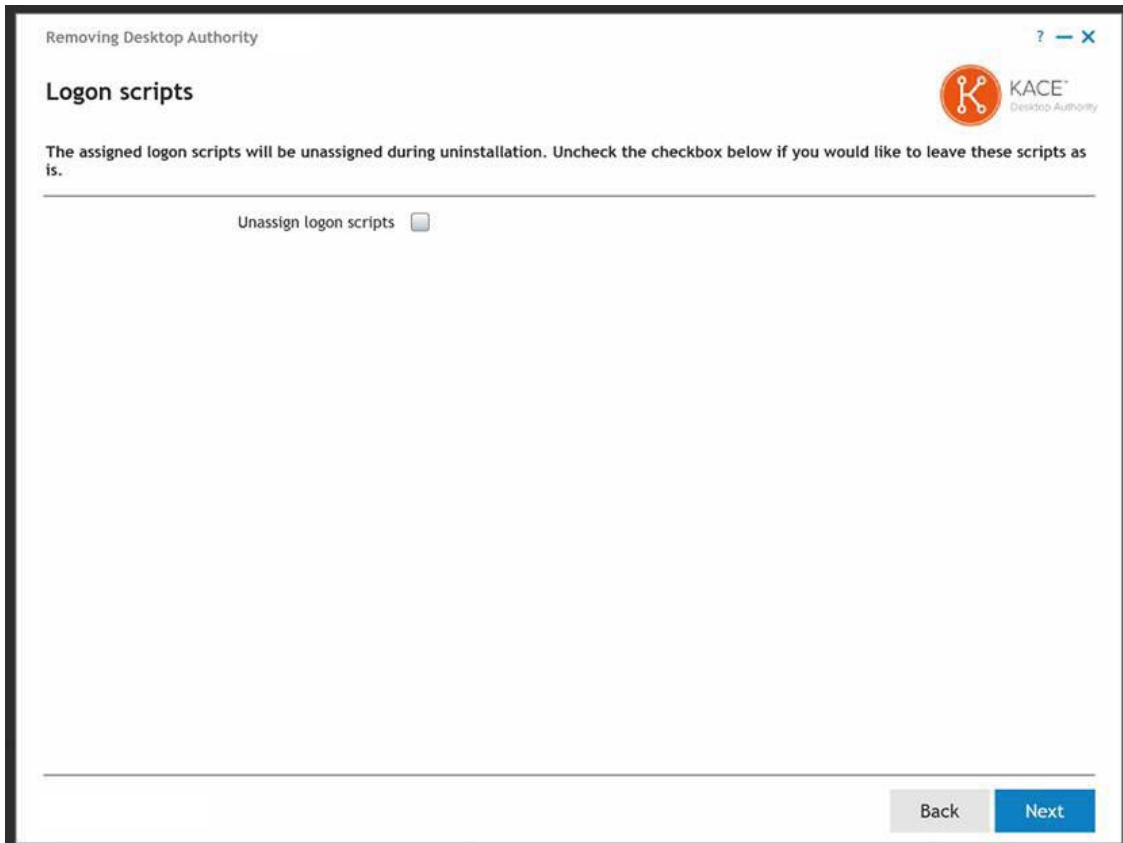 Removing Desktop Authority
? — X
Logon scripts
KACE™
Desktop Authority
The assigned logon scripts will be unassigned during uninstallation. Uncheck the checkbox below if you would like to leave these scripts as
is.
Unassign logon scripts
Back
Next